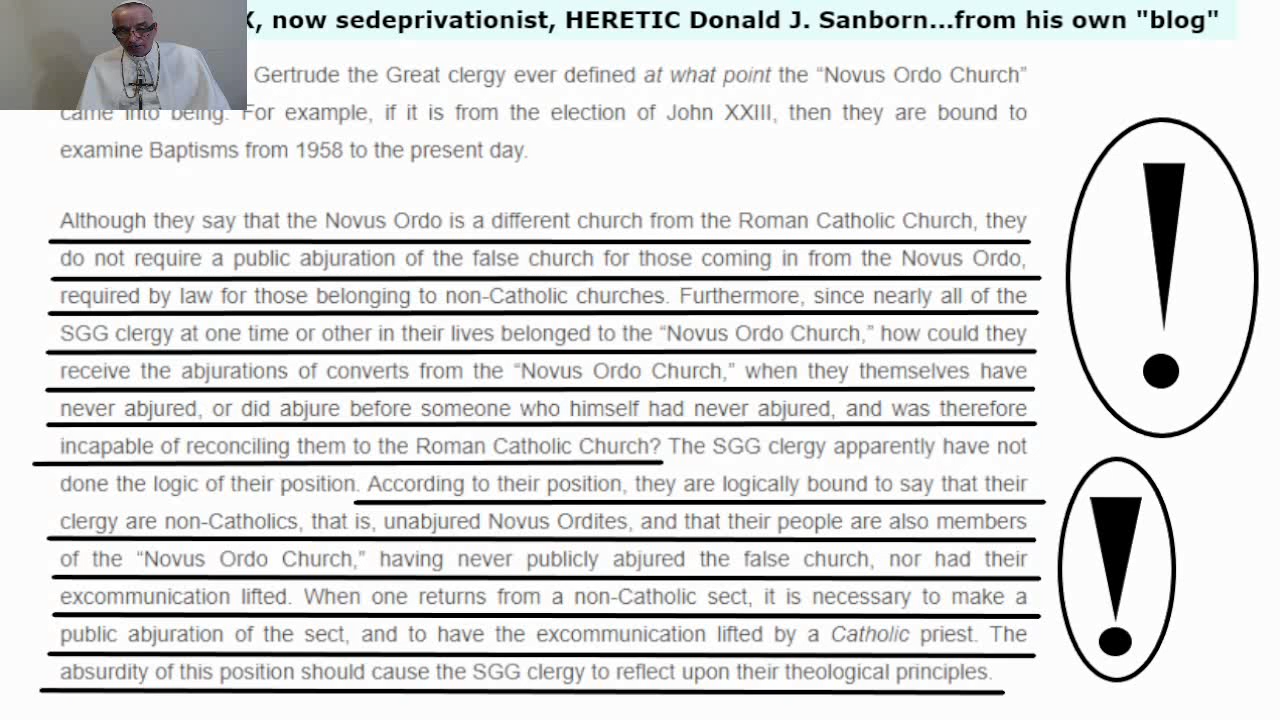 X, now sedeprivationist, HERETIC Donald J. Sanborn...from his own "blog"
Gertrude the Great clergy ever defined at what point the “Novus Ordo Church”
came into being. For example, if it is from the election of John XXIII, then they are bound to
examine Baptisms from 1958 to the present day.
Although they say that the Novus Ordo is a different church from the Roman Catholic Church, they
do not require a public abjuration of the false church for those coming in from the Novus Ordo,
required by law for those belonging to non-Catholic churches. Furthermore, since nearly all of the
SGG clergy at one time or other in their lives belonged to the “Novus Ordo Church,” how could they
receive the abjurations of converts from the “Novus Ordo Church,” when they themselves have
never abjured, or did abjure before someone who himself had never abjured, and was therefore
incapable of reconciling them to the Roman Catholic Church? The SGG clergy apparently have not
done the logic of their position. According to their position, they are logically bound to say that their
clergy are non-Catholics, that is, unabjured Novus Ordites, and that their people are also members
of the “Novus Ordo Church,” having never publicly abjured the false church, nor had their
excommunication lifted. When one returns from a non-Catholic sect, it is necessary to make a
public abjuration of the sect, and to have the excommunication lifted by a Catholic priest. The
absurdity of this position should cause the SGG clergy to reflect upon their theological principles.
!
!